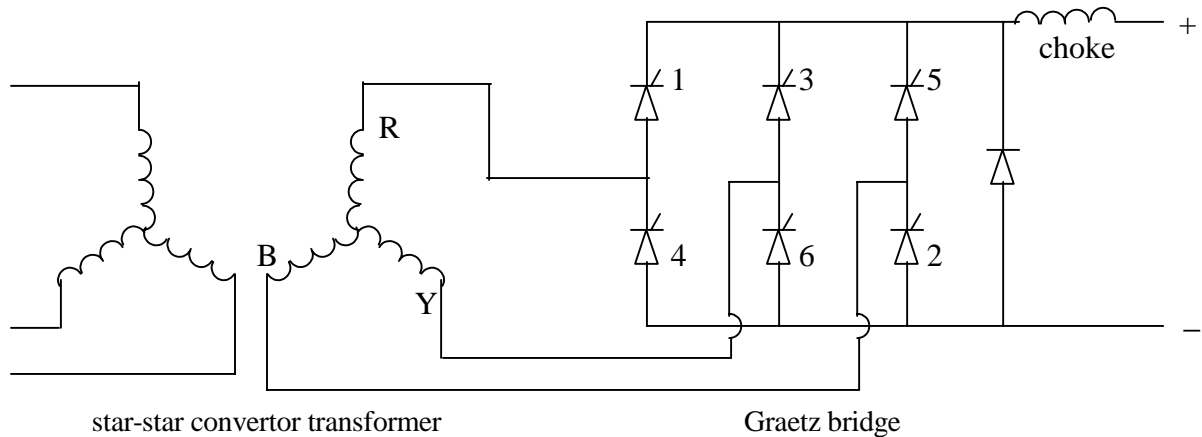 +
choke
1
3
5
R
B
4
6
2
Y
−
star-star convertor transformer
Graetz bridge